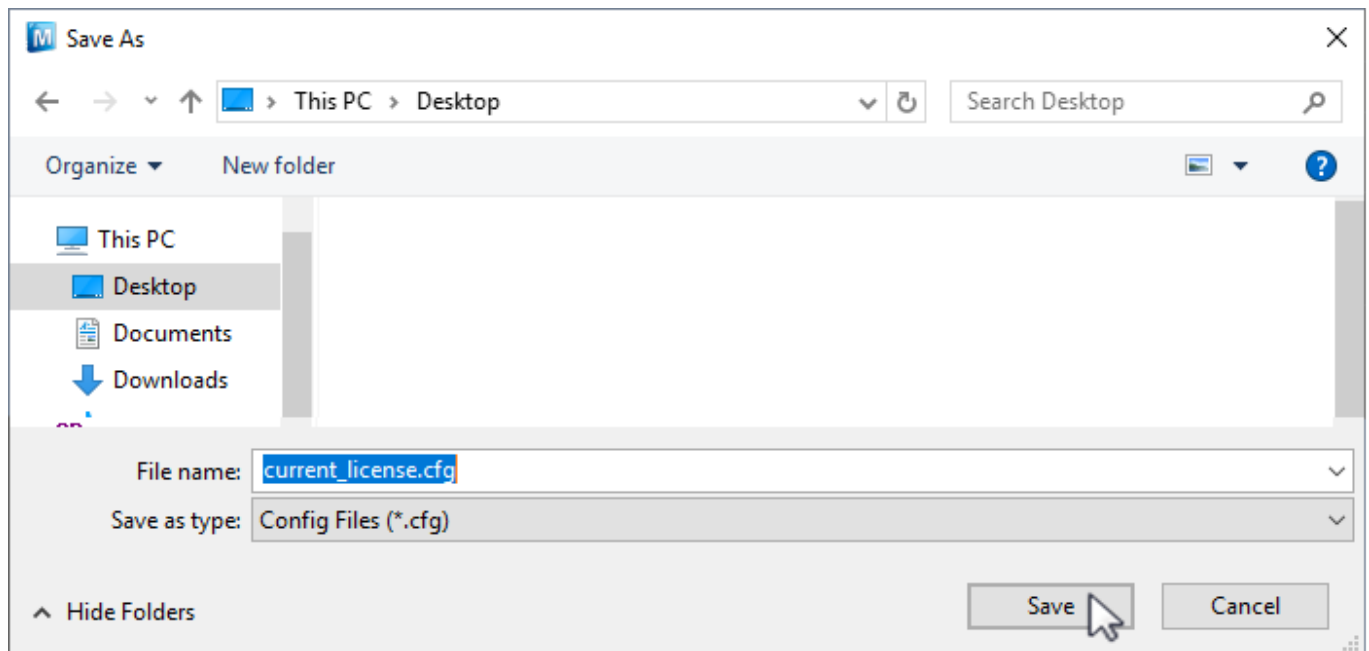 Save As
This PC > Desktop
Search Desktop
Organize
New folder
?
This PC
Desktop
Documents
Downloads
File name: current_license.cfg
Save as type: Config Files (*.cfg)
Hide Folders
Save
Cancel